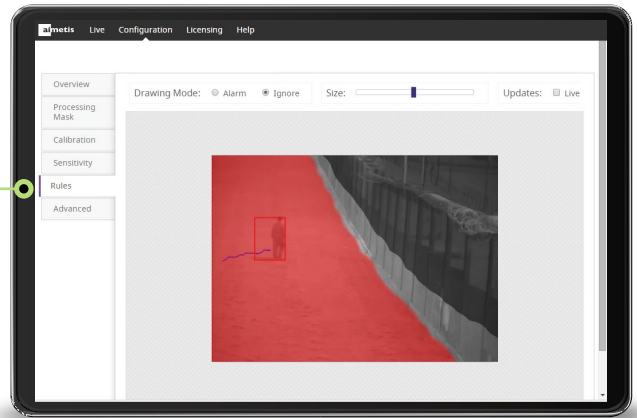 aimetis Live Configuration Licensing Help
Overview
Drawing Mode: Alarm Ignore Size: Updates: Live
Processing
Mask
Calibration
Sensitivity
Rules
Advanced